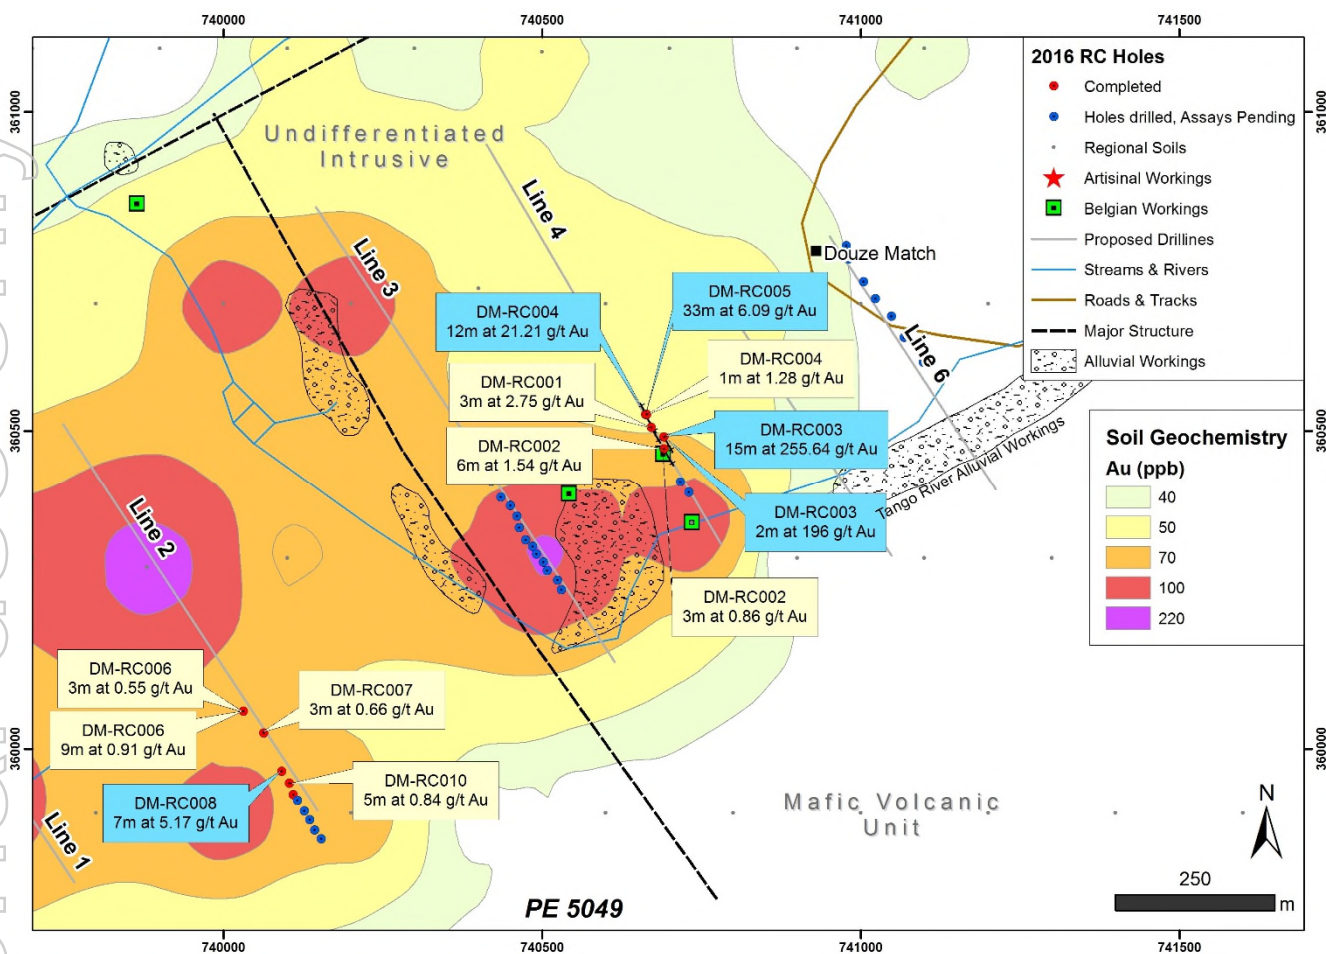 740000
740500
741000
741500
361000
360500
360000
361000
360500
360000
Undifferentiated
Intrusive
Line 4
Line 3
Line 2
Line 1
Line 6
Douze Match
DM-RC004
12m at 21.21 g/t Au
DM-RC005
33m at 6.09 g/t Au
DM-RC001
3m at 2.75 g/t Au
DM-RC004
1m at 1.28 g/t Au
DM-RC002
6m at 1.54 g/t Au
DM-RC003
15m at 255.64 g/t Au
DM-RC003
2m at 196 g/t Au
DM-RC002
3m at 0.86 g/t Au
Tango River Alluvial Workings
DM-RC006
3m at 0.55 g/t Au
DM-RC007
3m at 0.66 g/t Au
DM-RC006
9m at 0.91 g/t Au
DM-RC010
5m at 0.84 g/t Au
DM-RC008
7m at 5.17 g/t Au
Mafic Volcanic
Unit
PE 5049
2016 RC Holes
Completed
Holes drilled, Assays Pending
Regional Soils
Artisinal Workings
Belgian Workings
Proposed Drillines
Streams & Rivers
Roads & Tracks
Major Structure
Alluvial Workings
Soil Geochemistry
Au (ppb)
40
50
70
100
220
N
250
m
740000
740500
741000
741500